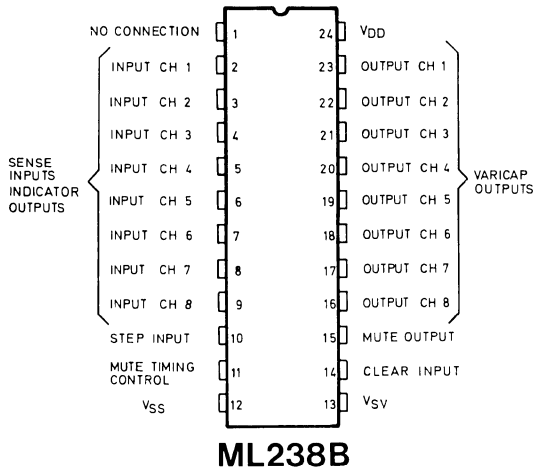 NO CONNECTION 1 24 VDD
INPUT CH 1 2 23 OUTPUT CH 1
INPUT CH 2 3 22 OUTPUT CH 2
INPUT CH 3 4 21 OUTPUT CH 3
SENSE
INPUTS
INDICATOR
OUTPUTS
INPUT CH 4 5 20 OUTPUT CH 4
VARICAP
OUTPUTS
INPUT CH 5 6 19 OUTPUT CH 5
INPUT CH 6 7 18 OUTPUT CH 6
INPUT CH 7 8 17 OUTPUT CH 7
INPUT CH 8 9 16 OUTPUT CH 8
STEP INPUT 10 15 MUTE OUTPUT
MUTE TIMING
CONTROL 11 14 CLEAR INPUT
VSS 12 13 VSV
ML238B